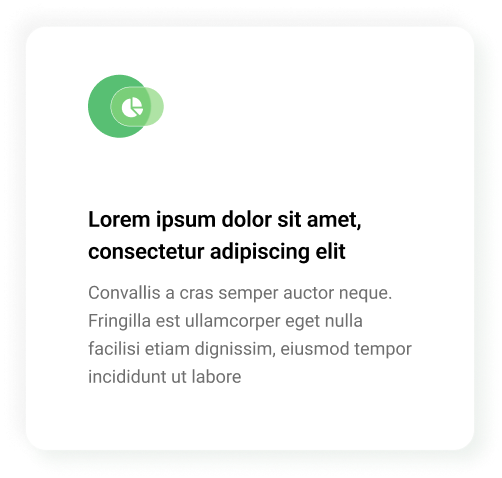 Lorem ipsum dolor sit amet,
consectetur adipiscing elit
Convallis a cras semper auctor neque.
Fringilla est ullamcorper eget nulla
facilisi etiam dignissim, eiusmod tempor
incididunt ut labore